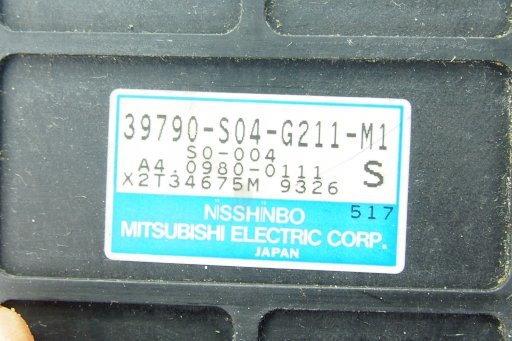 39790-S04-G211-M1
S0-004
A4.0980-0111 S
X2T34675M 9326
517
NiSSHiNBO
MITSUBISHI ELECTRIC CORP.
JAPAN